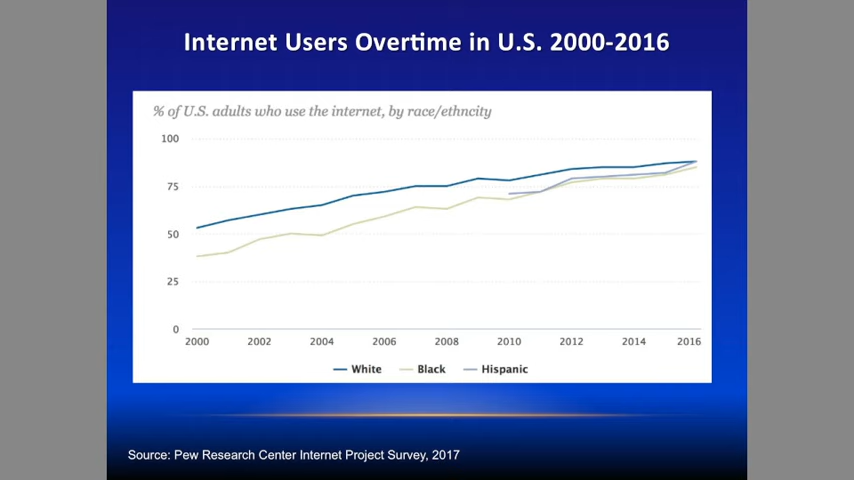 Internet Users Overtime in U.S. 2000-2016
% of U.S. adults who use the internet, by race/ethncity
100
75
50
25
0
2000 2002 2004 2006 2008 2010 2012 2014 2016
White Black Hispanic
Source: Pew Research Center Internet Project Survey, 2017